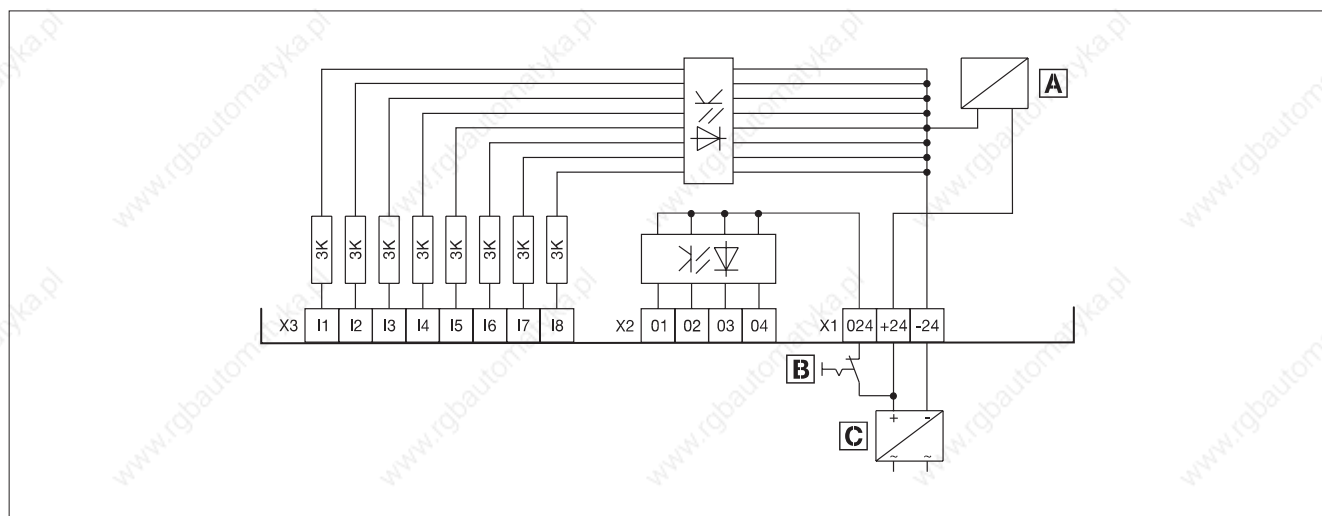 A
3K 3K 3K 3K 3K 3K 3K 3K
X3 I1 I2 I3 I4 I5 I6 I7 I8 X2 01 02 03 04 X1 024 +24 -24
B
+ -
C
~ ~
www.rgbautomatyka.pl